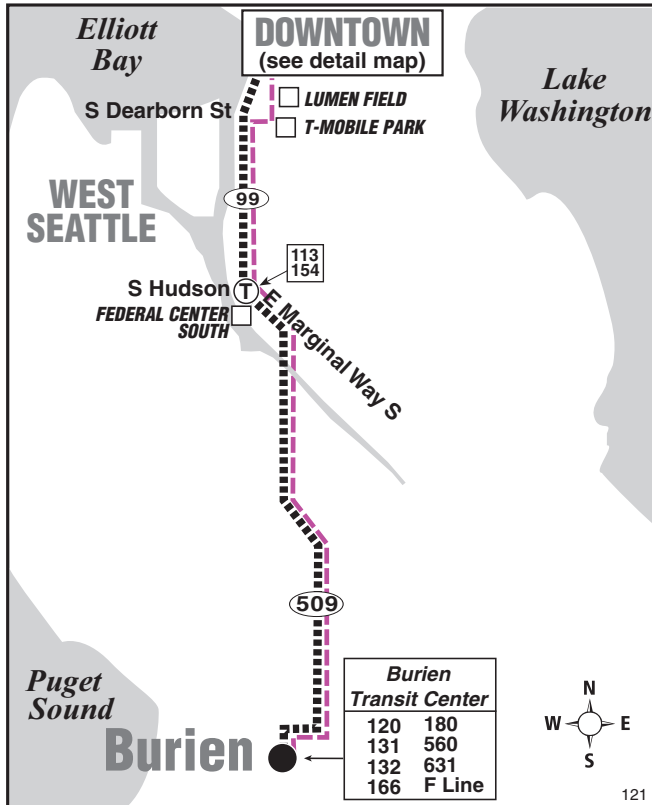 Elliott
Bay
DOWNTOWN
(see detail map)
Lake
Washington
S Dearborn St
LUMEN FIELD
T-MOBILE PARK
WEST
SEATTLE
99
113
154
S Hudson
T
FEDERAL CENTER
SOUTH
E Marginal Way S
509
Puget
Sound
Burien
Burien
Transit Center
120 180
131 560
132 631
166 F Line
N
W E
S
121